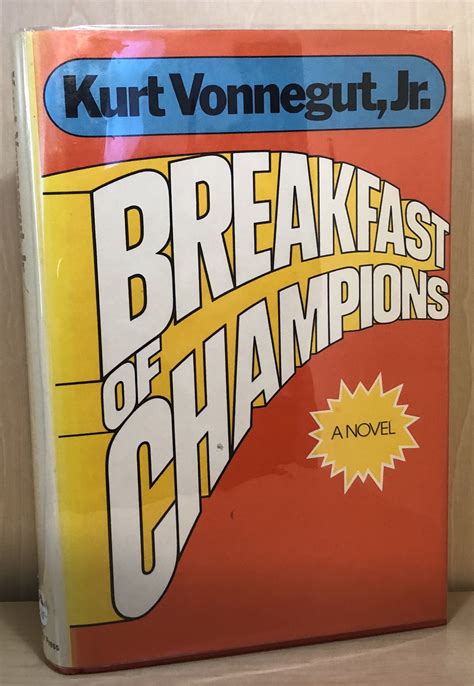 Kurt Vonnegut, Jr.
BREAKFAST
OF
CHAMPIONS
A NOVEL